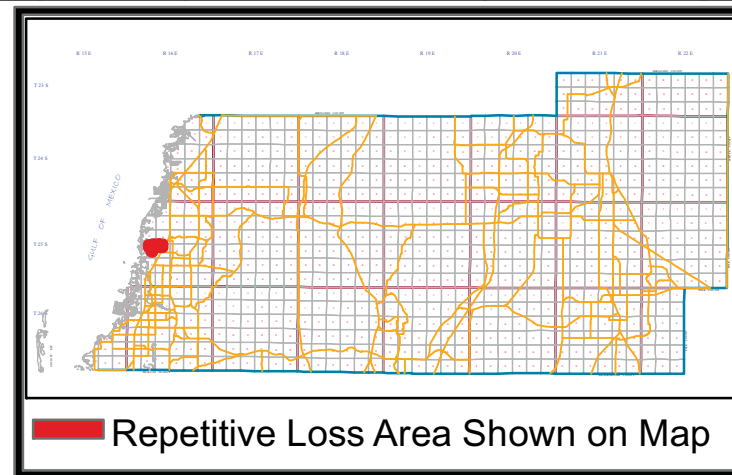 R 15 E R 16 E R 17 E R 18 E R 19 E R 20 E R 21 E R 22 E
T 23 S
T 24 S
GULF OF MEXICO
T 25 S
T 26 S
Repetitive Loss Area Shown on Map